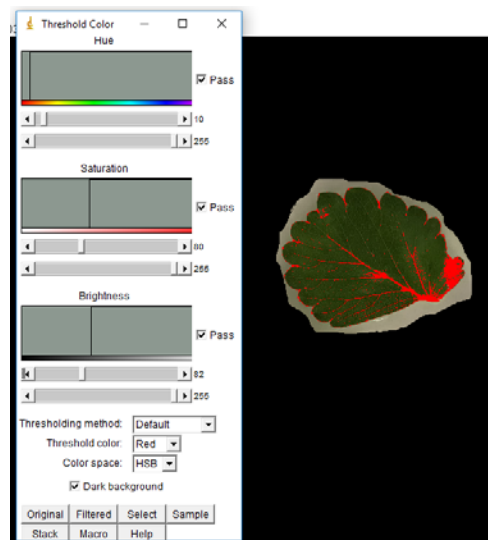 Threshold Color
Hue
Pass
10
255
Saturation
Pass
80
255
Brightness
Pass
82
255
Thresholding method: Default
Threshold color: Red
Color space: HSB
Dark background
Original Filtered Select Sample
Stack Macro Help